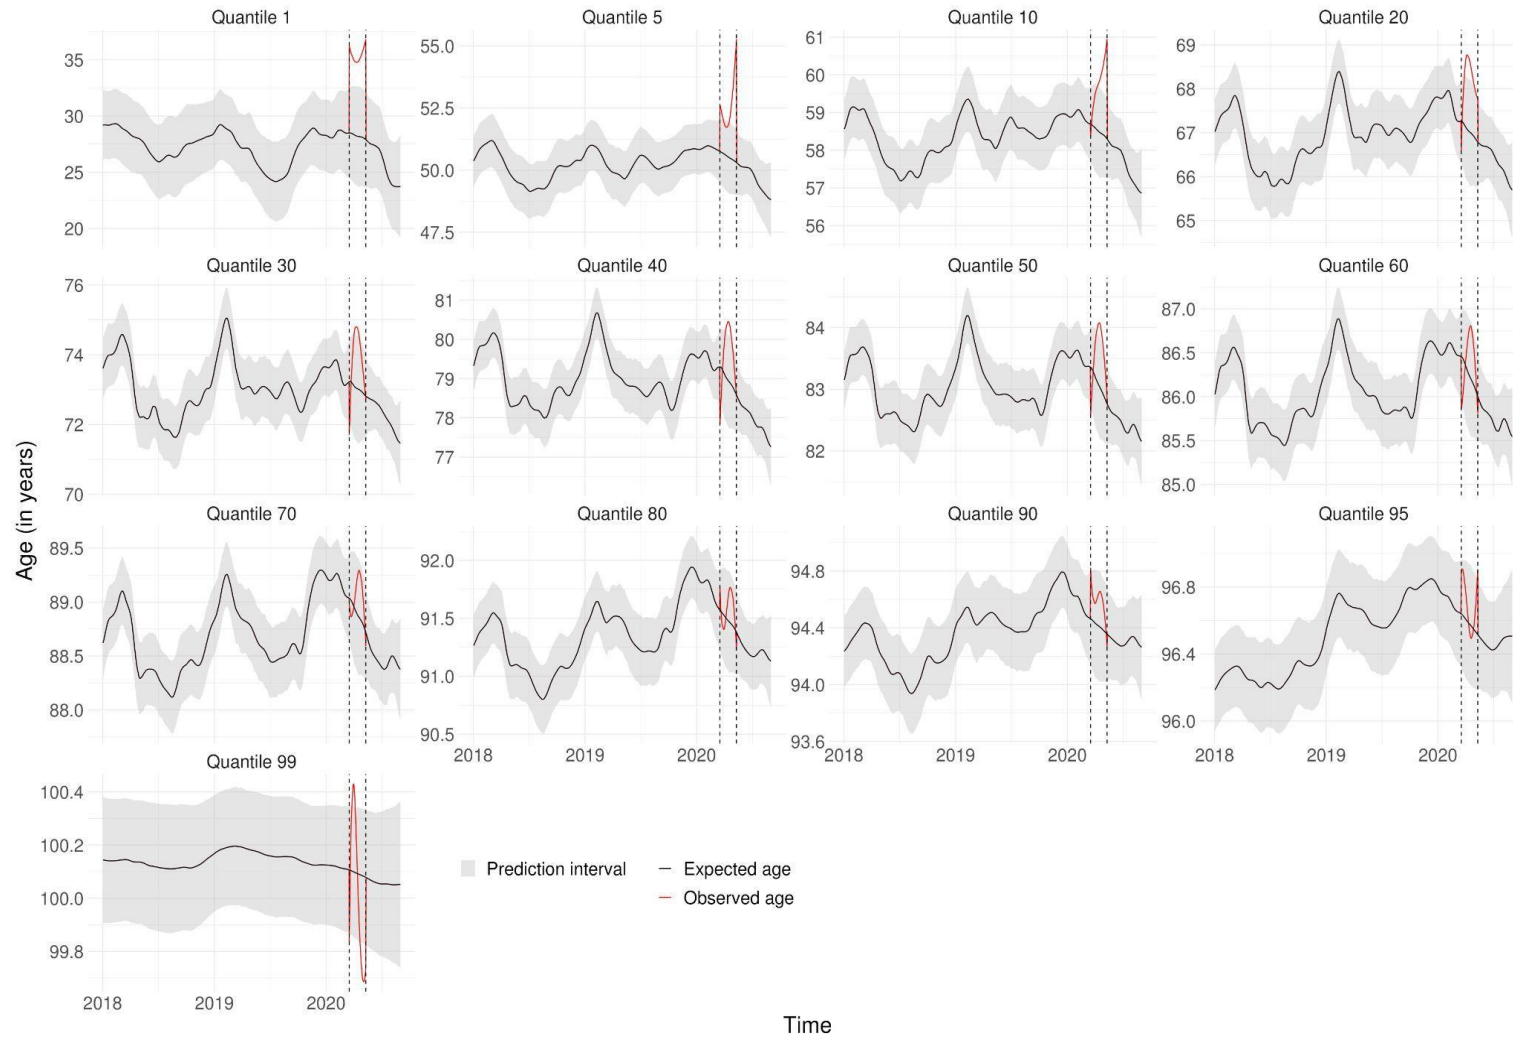 Quantile 1
35
30
25
20
Quantile 5
55.0
52.5
50.0
47.5
Quantile 10
61
60
59
58
57
56
Quantile 20
69
68
67
66
65
Quantile 30
76
74
72
70
Quantile 40
81
80
79
78
77
Quantile 50
84
83
82
Quantile 60
87.0
86.5
86.0
85.5
85.0
Age (in years)
Quantile 70
89.5
89.0
88.5
88.0
Quantile 80
92.0
91.5
91.0
90.5
2018 2019 2020
Quantile 90
94.8
94.4
94.0
93.6
2018 2019 2020
Quantile 95
96.8
96.4
96.0
2018 2019 2020
Quantile 99
100.4
100.2
100.0
99.8
2018 2019 2020
Prediction interval
Expected age
Observed age
Time